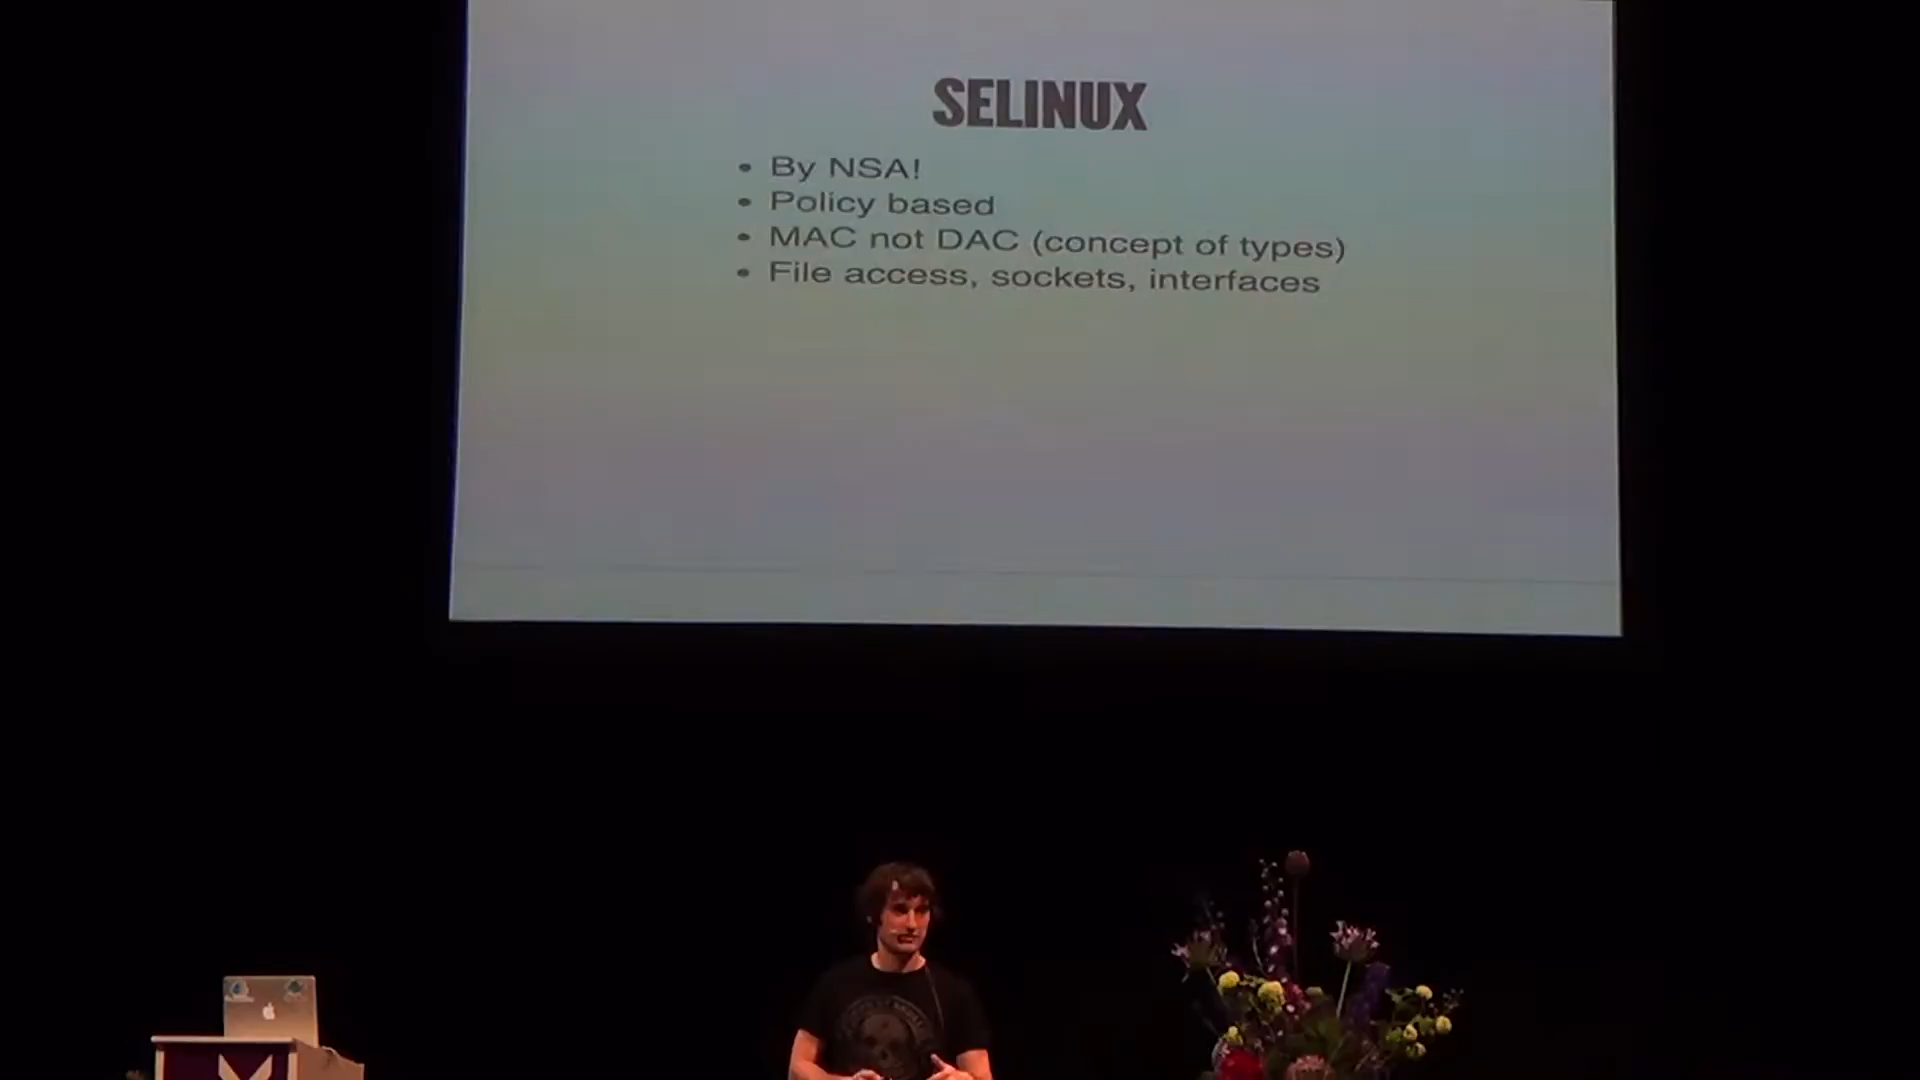 SELINUX
• By NSA!
• Policy based
• MAC not DAC (concept of types)
• File access, sockets, interfaces